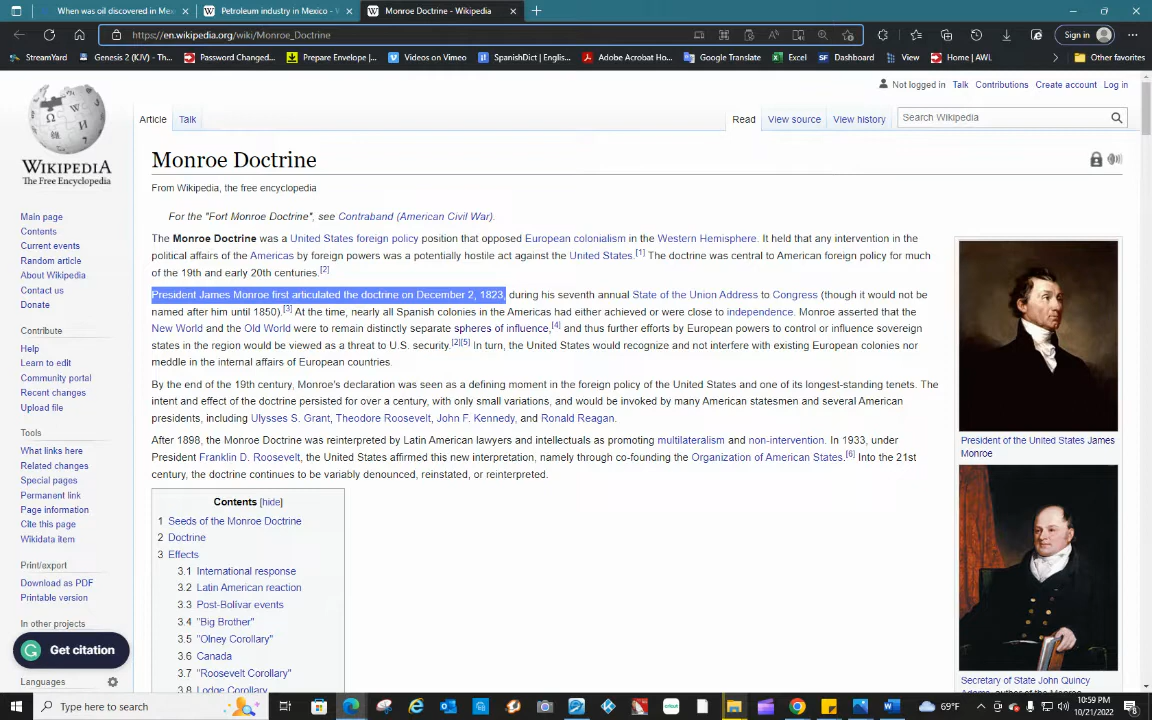 When was oil discovered in Me
Petroleum industry in Mexico -
Monroe Doctrine - Wikipedia
https://en.wikipedia.org/wiki/Monroe_Doctrine
Sign in
StreamYard
Genesis 2 (KJV) - Th...
Password Changed...
Prepare Envelope |...
Videos on Vimeo
SpanishDict | Englis...
Adobe Acrobat Ho...
Google Translate
Excel
Dashboard
View
Home | AWL
Other favorites
Not logged in
Talk
Contributions
Create account
Log in
Article
Talk
Read
View source
View history
Search Wikipedia
WIKIPEDIA
The Free Encyclopedia
Main page
Contents
Current events
Random article
About Wikipedia
Contact us
Donate
Contribute
Help
Learn to edit
Community portal
Recent changes
Upload file
Tools
What links here
Related changes
Special pages
Permanent link
Page information
Cite this page
Wikidata item
Print/export
Download as PDF
Printable version
In other projects
Get citation
Languages
Monroe Doctrine
From Wikipedia, the free encyclopedia
For the "Fort Monroe Doctrine", see Contraband (American Civil War).
The Monroe Doctrine was a United States foreign policy position that opposed European colonialism in the Western Hemisphere. It held that any intervention in the
political affairs of the Americas by foreign powers was a potentially hostile act against the United States.[1] The doctrine was central to American foreign policy for much
of the 19th and early 20th centuries.[2]
President James Monroe first articulated the doctrine on December 2, 1823, during his seventh annual State of the Union Address to Congress (though it would not be
named after him until 1850).[3] At the time, nearly all Spanish colonies in the Americas had either achieved or were close to independence. Monroe asserted that the
New World and the Old World were to remain distinctly separate spheres of influence,[4] and thus further efforts by European powers to control or influence sovereign
states in the region would be viewed as a threat to U.S. security.[2][5] In turn, the United States would recognize and not interfere with existing European colonies nor
meddle in the internal affairs of European countries.
By the end of the 19th century, Monroe's declaration was seen as a defining moment in the foreign policy of the United States and one of its longest-standing tenets. The
intent and effect of the doctrine persisted for over a century, with only small variations, and would be invoked by many American statesmen and several American
presidents, including Ulysses S. Grant, Theodore Roosevelt, John F. Kennedy, and Ronald Reagan.
After 1898, the Monroe Doctrine was reinterpreted by Latin American lawyers and intellectuals as promoting multilateralism and non-intervention. In 1933, under
President Franklin D. Roosevelt, the United States affirmed this new interpretation, namely through co-founding the Organization of American States.[6] Into the 21st
century, the doctrine continues to be variably denounced, reinstated, or reinterpreted.
Contents [hide]
1 Seeds of the Monroe Doctrine
2 Doctrine
3 Effects
3.1 International response
3.2 Latin American reaction
3.3 Post-Bolivar events
3.4 "Big Brother"
3.5 "Olney Corollary"
3.6 Canada
3.7 "Roosevelt Corollary"
3.8 Lodge Corollary
President of the United States James
Monroe
Secretary of State John Quincy
Adams, author of the Monroe
Type here to search
69°F
10:59 PM
10/21/2022